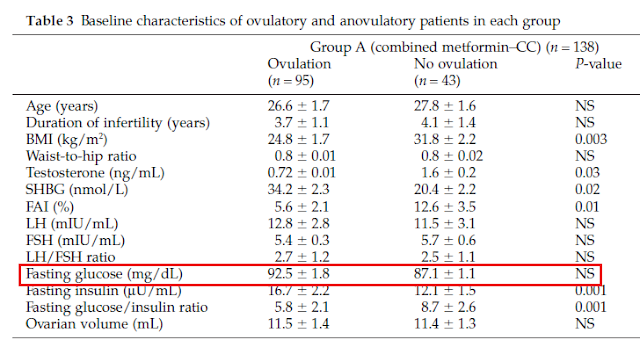 Table 3 Baseline characteristics of ovulatory and anovulatory patients in each group
Group A (combined metformin–CC) (n = 138)
Ovulation No ovulation P-value
(n = 95) (n = 43)
Age (years) 26.6 ± 1.7 27.8 ± 1.6 NS
Duration of infertility (years) 3.7 ± 1.1 4.1 ± 1.4 NS
BMI (kg/m²) 24.8 ± 1.7 31.8 ± 2.2 0.003
Waist-to-hip ratio 0.8 ± 0.01 0.8 ± 0.02 NS
Testosterone (ng/mL) 0.72 ± 0.01 1.6 ± 0.2 0.03
SHBG (nmol/L) 34.2 ± 2.3 20.4 ± 2.2 0.02
FAI (%) 5.6 ± 2.1 12.6 ± 3.5 0.01
LH (mIU/mL) 12.8 ± 2.8 11.5 ± 3.1 NS
FSH (mIU/mL) 5.4 ± 0.3 5.7 ± 0.6 NS
LH/FSH ratio 2.7 ± 1.2 2.5 ± 1.1 NS
Fasting glucose (mg/dL) 92.5 ± 1.8 87.1 ± 1.1 NS
Fasting insulin (μU/mL) 16.7 ± 2.2 12.1 ± 1.5 0.001
Fasting glucose/insulin ratio 5.8 ± 2.1 8.7 ± 2.6 0.001
Ovarian volume (mL) 11.5 ± 1.4 11.4 ± 1.3 NS